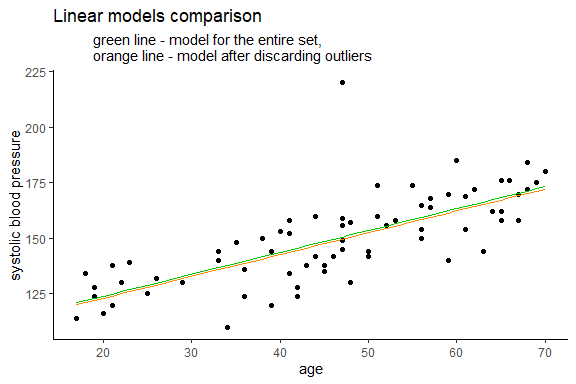 Linear models comparison
green line - model for the entire set,
orange line - model after discarding outliers
225
200
175
150
125
systolic blood pressure
20
30
40
50
60
70
age